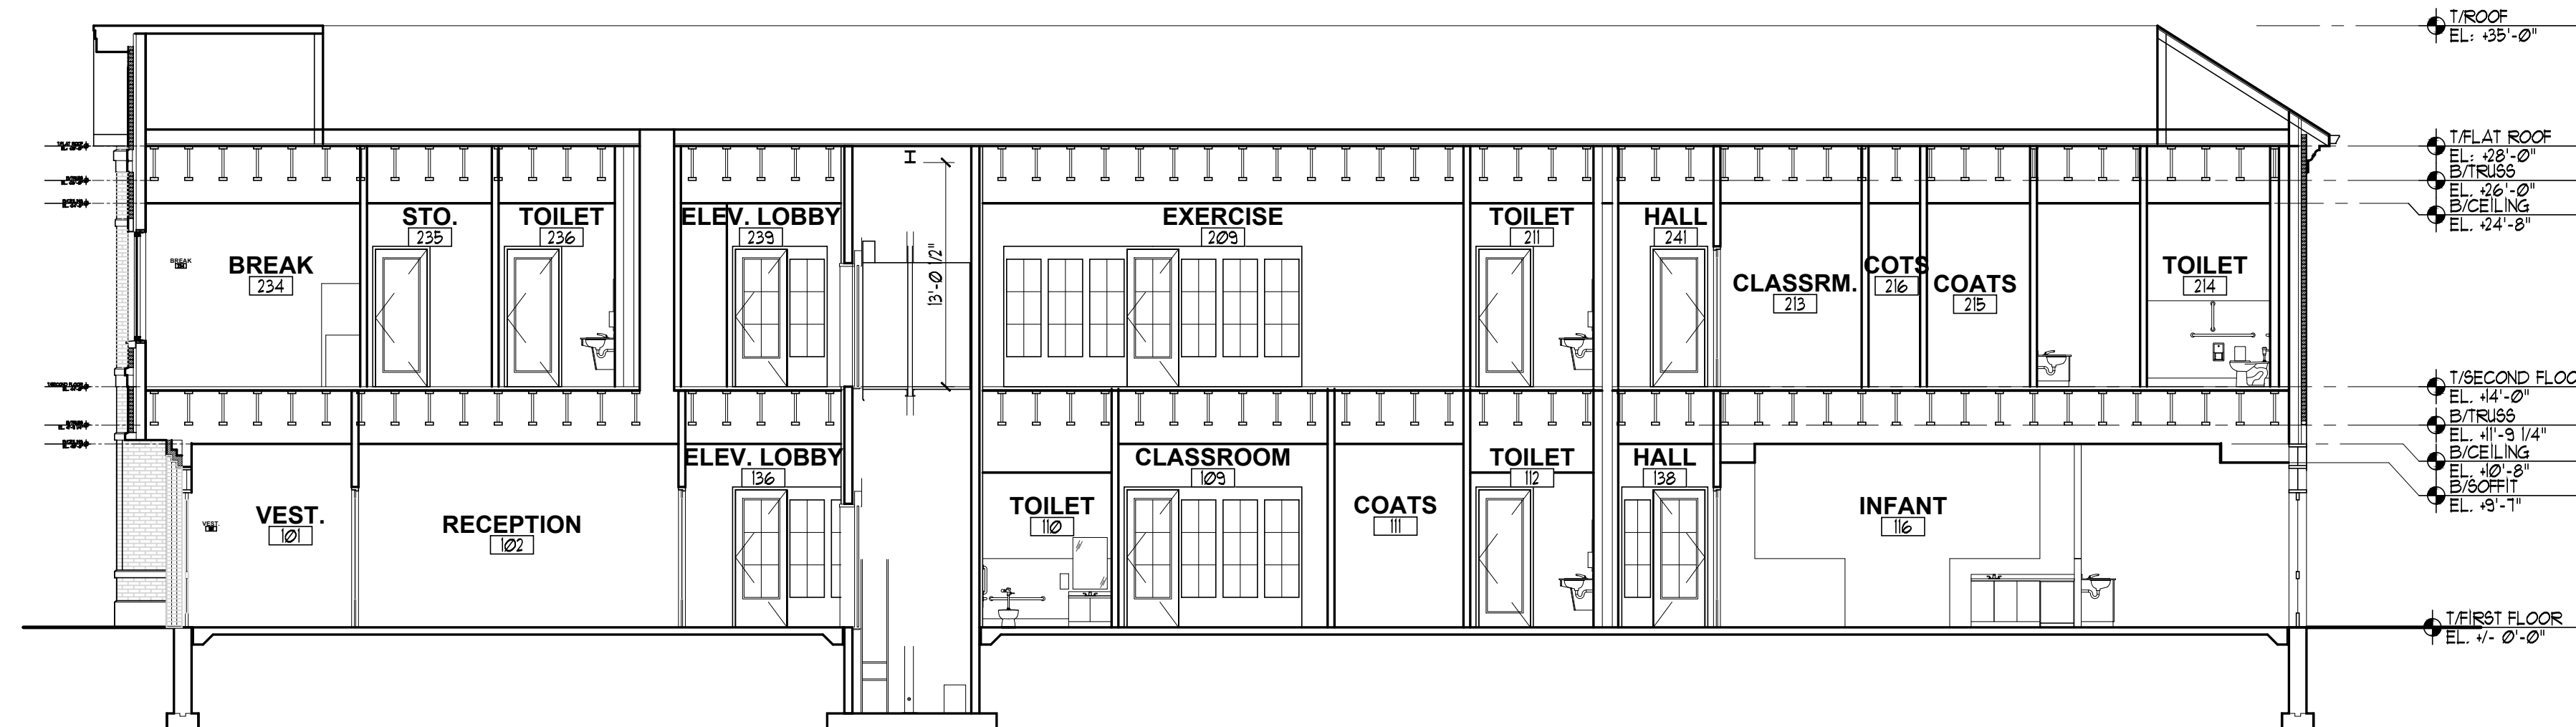 T/ROOF
EL: +35'-0"
T/FLAT ROOF
EL: +28'-0"
B/TRUSS
EL. +26'-0"
B/CEILING
EL. +24'-8"
STO.
235
TOILET
236
ELEV. LOBBY
239
13'-0 1/2"
EXERCISE
209
TOILET
211
HALL
241
BREAK
234
BREAK
CLASSRM.
213
COTS
216
COATS
215
TOILET
214
T/SECOND FLOO
EL. +14'-0"
B/TRUSS
EL. +11'-9 1/4"
B/CEILING
EL. +10'-8"
B/SOFFIT
EL. +9'-7"
ELEV. LOBBY
136
CLASSROOM
109
TOILET
112
HALL
138
VEST.
VEST.
101
RECEPTION
102
TOILET
110
COATS
111
INFANT
116
T/FIRST FLOOR
EL. +/- 0'-0"